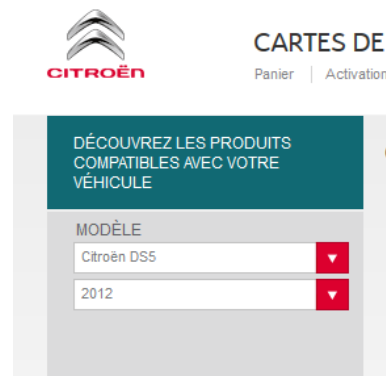 CITROËN
CARTES DE
Panier Activation
DÉCOUVREZ LES PRODUITS
COMPATIBLES AVEC VOTRE
VÉHICULE
MODÈLE
Citroën DS5
2012